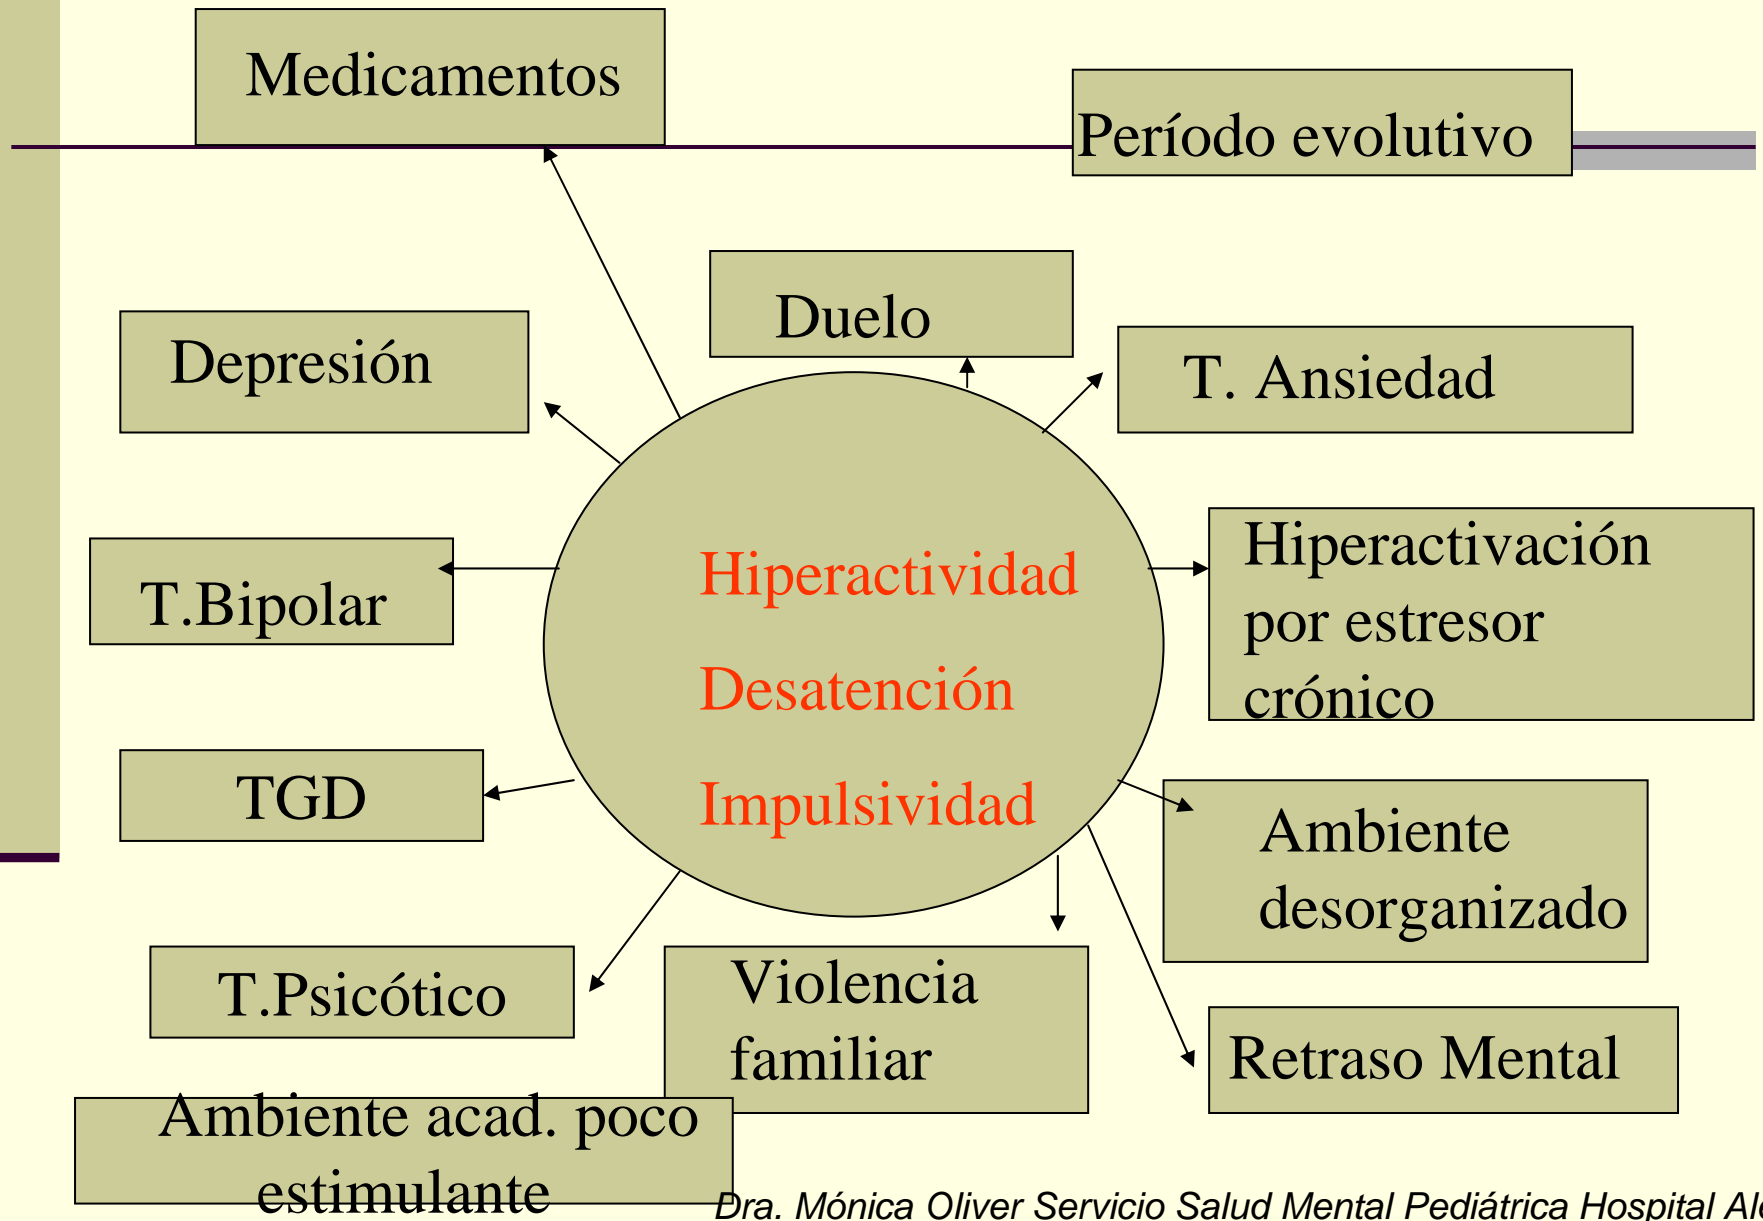 Medicamentos
Período evolutivo
Duelo
Depresión
T. Ansiedad
Hiperactivación
por estresor
crónico
T.Bipolar
Hiperactividad
Desatención
Impulsividad
TGD
Ambiente
desorganizado
T.Psicótico
Violencia
familiar
Retraso Mental
Ambiente acad. poco
estimulante
Dra. Mónica Oliver Servicio Salud Mental Pediátrica Hospital